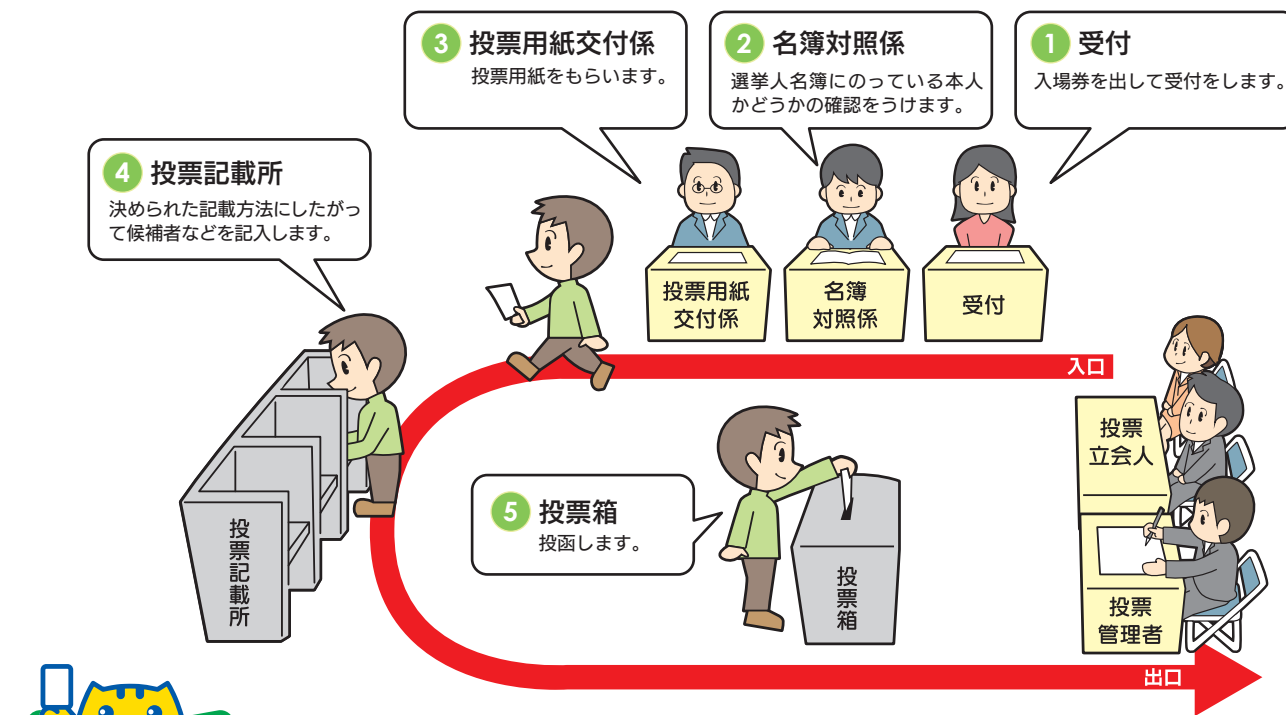 3 投票用紙交付係
投票用紙をもらいます。
2 名簿対照係
選挙人名簿にのっている本人
かどうかの確認をうけます。
1 受付
入場券を出して受付をします。
4 投票記載所
決められた記載方法にしたがっ
て候補者などを記入します。
投票用紙
交付係
名簿
対照係
受付
入口
投票
立会人
5 投票箱
投函します。
投票記載所
投票箱
投票
管理者
出口